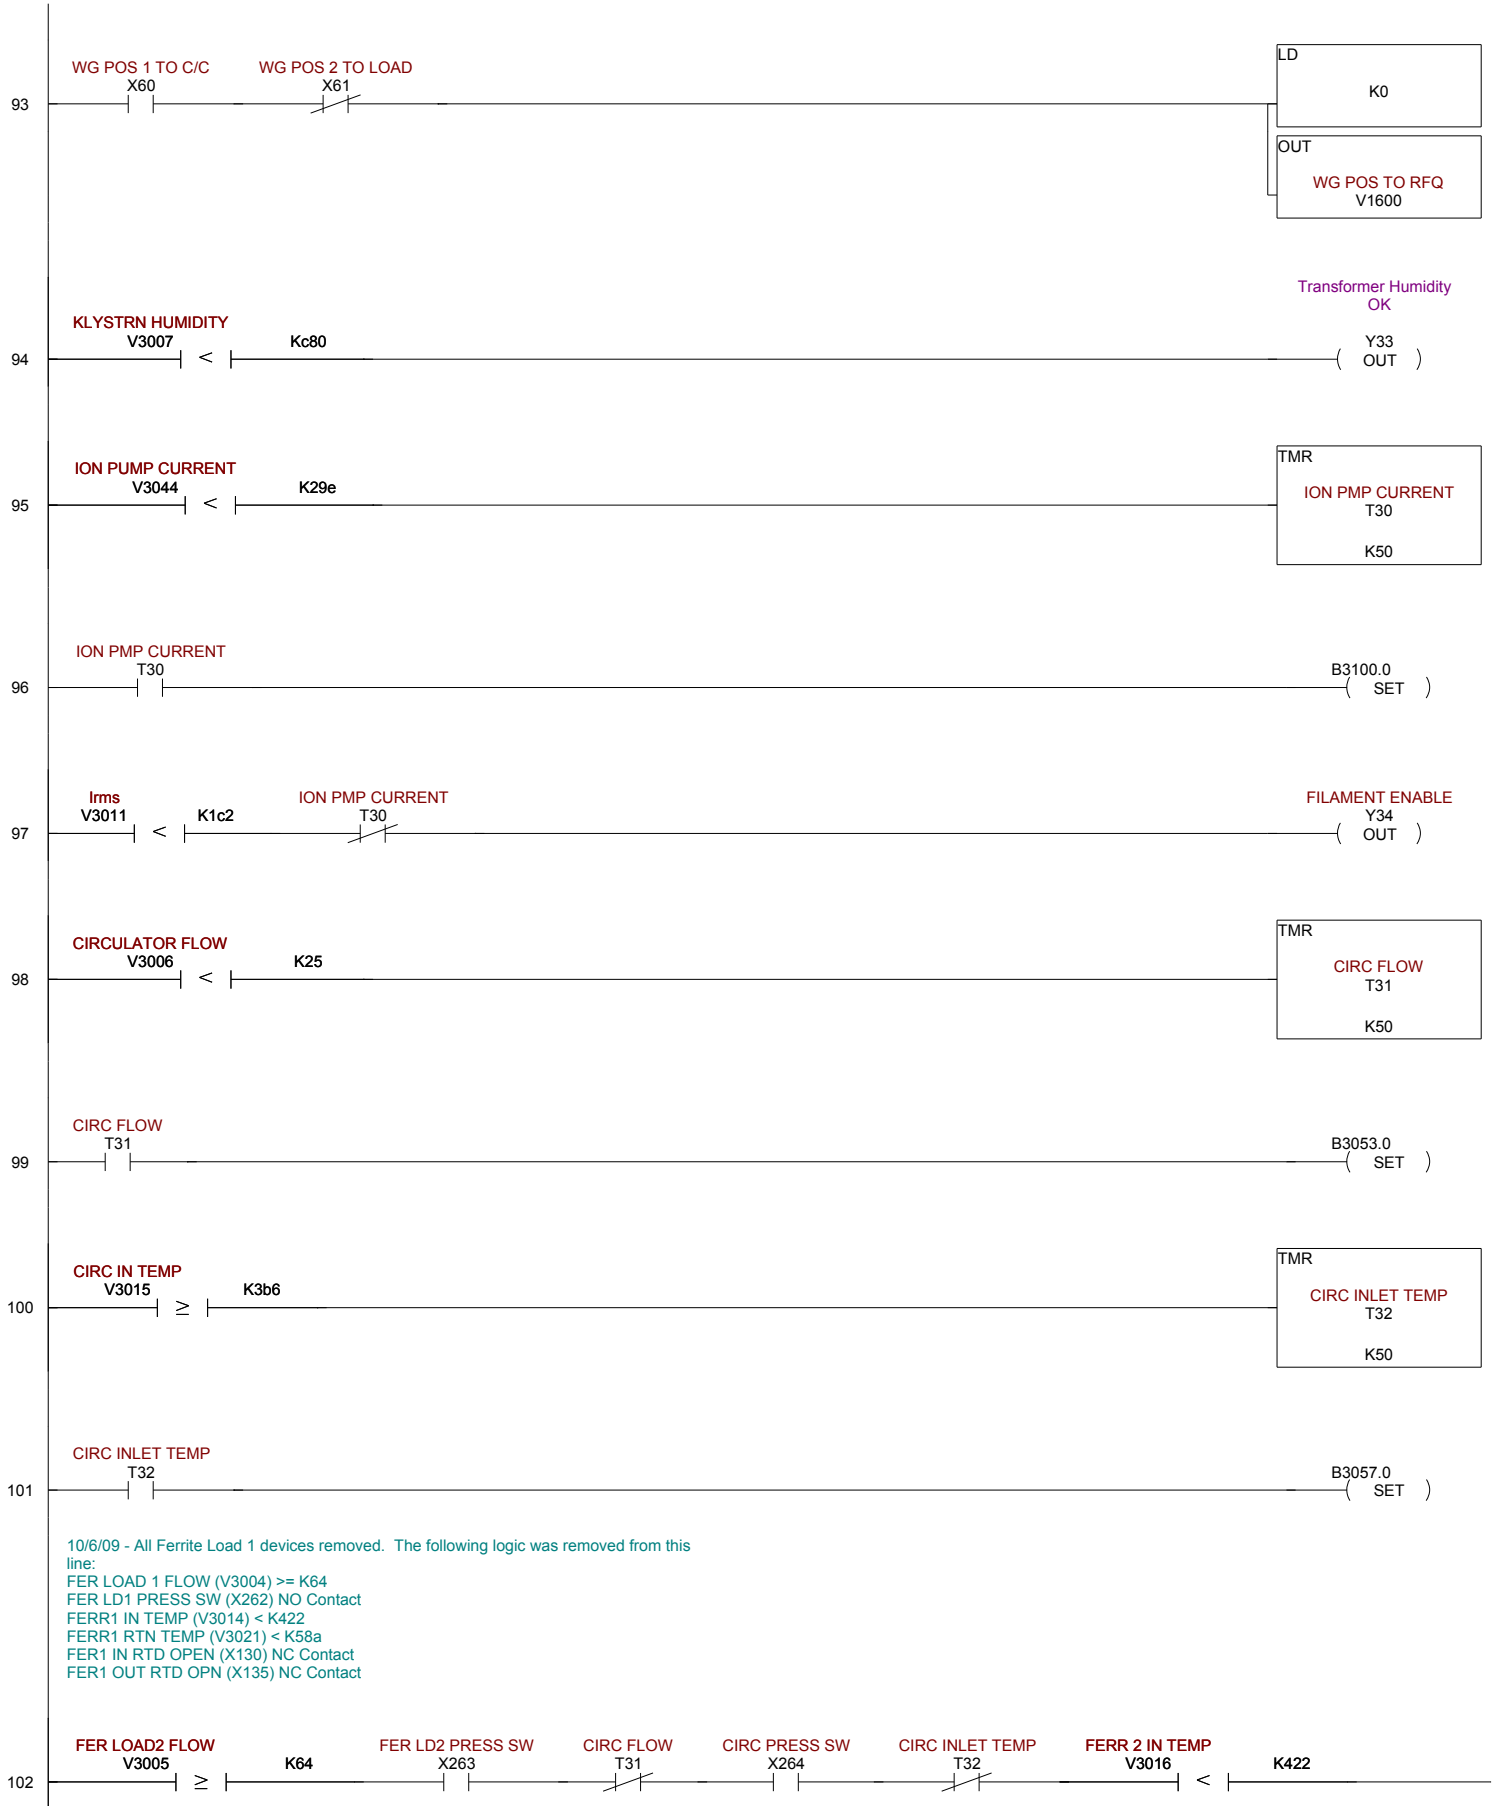 WG POS 1 TO C/C
X60
WG POS 2 TO LOAD
X61
93
LD
K0
OUT
WG POS TO RFQ
V1600
Transformer Humidity
OK
KLYSTRN HUMIDITY
V3007
<
Kc80
Y33
OUT
94
ION PUMP CURRENT
V3044
<
K29e
95
TMR
ION PMP CURRENT
T30
K50
ION PMP CURRENT
T30
96
B3100.0
SET
Irms
V3011
<
K1c2
ION PMP CURRENT
T30
97
FILAMENT ENABLE
Y34
OUT
CIRCULATOR FLOW
V3006
<
K25
98
TMR
CIRC FLOW
T31
K50
CIRC FLOW
T31
99
B3053.0
SET
CIRC IN TEMP
V3015
≥
K3b6
100
TMR
CIRC INLET TEMP
T32
K50
CIRC INLET TEMP
T32
101
B3057.0
SET
10/6/09 - All Ferrite Load 1 devices removed.  The following logic was removed from this
line:
FER LOAD 1 FLOW (V3004) >= K64
FER LD1 PRESS SW (X262) NO Contact
FERR1 IN TEMP (V3014) < K422
FERR1 RTN TEMP (V3021) < K58a
FER1 IN RTD OPEN (X130) NC Contact
FER1 OUT RTD OPN (X135) NC Contact
FER LOAD2 FLOW
V3005
≥
K64
FER LD2 PRESS SW
X263
CIRC FLOW
T31
CIRC PRESS SW
X264
CIRC INLET TEMP
T32
FERR 2 IN TEMP
V3016
<
K422
102